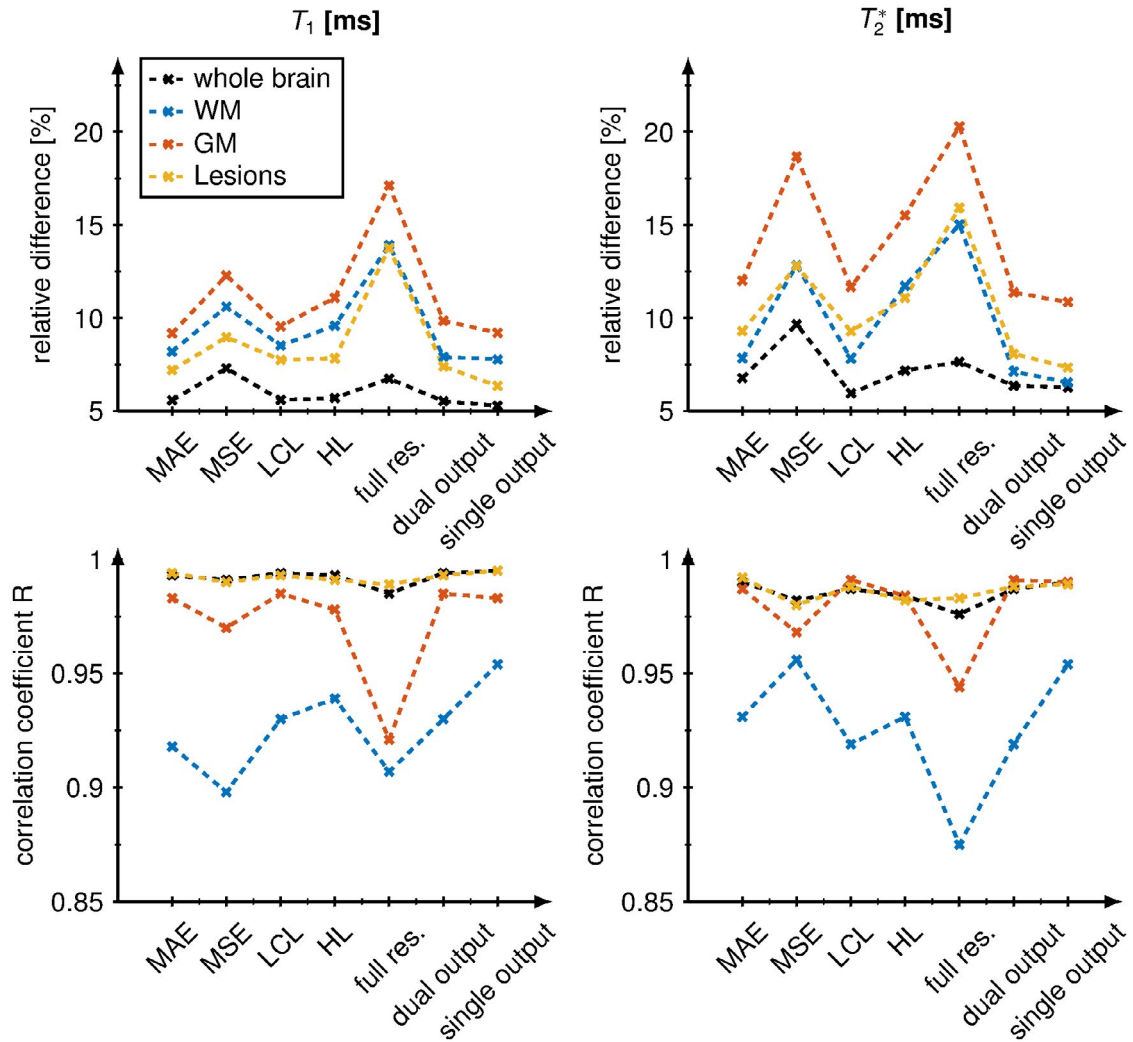 T₁ [ms]
T₂* [ms]
whole brain
WM
GM
Lesions
relative difference [%]
20
15
10
5
MAE
MSE
LCL
HL
full res.
dual output
single output
relative difference [%]
20
15
10
5
MAE
MSE
LCL
HL
full res.
dual output
single output
correlation coefficient R
1
0.95
0.9
0.85
MAE
MSE
LCL
HL
full res.
dual output
single output
correlation coefficient R
1
0.95
0.9
0.85
MAE
MSE
LCL
HL
full res.
dual output
single output